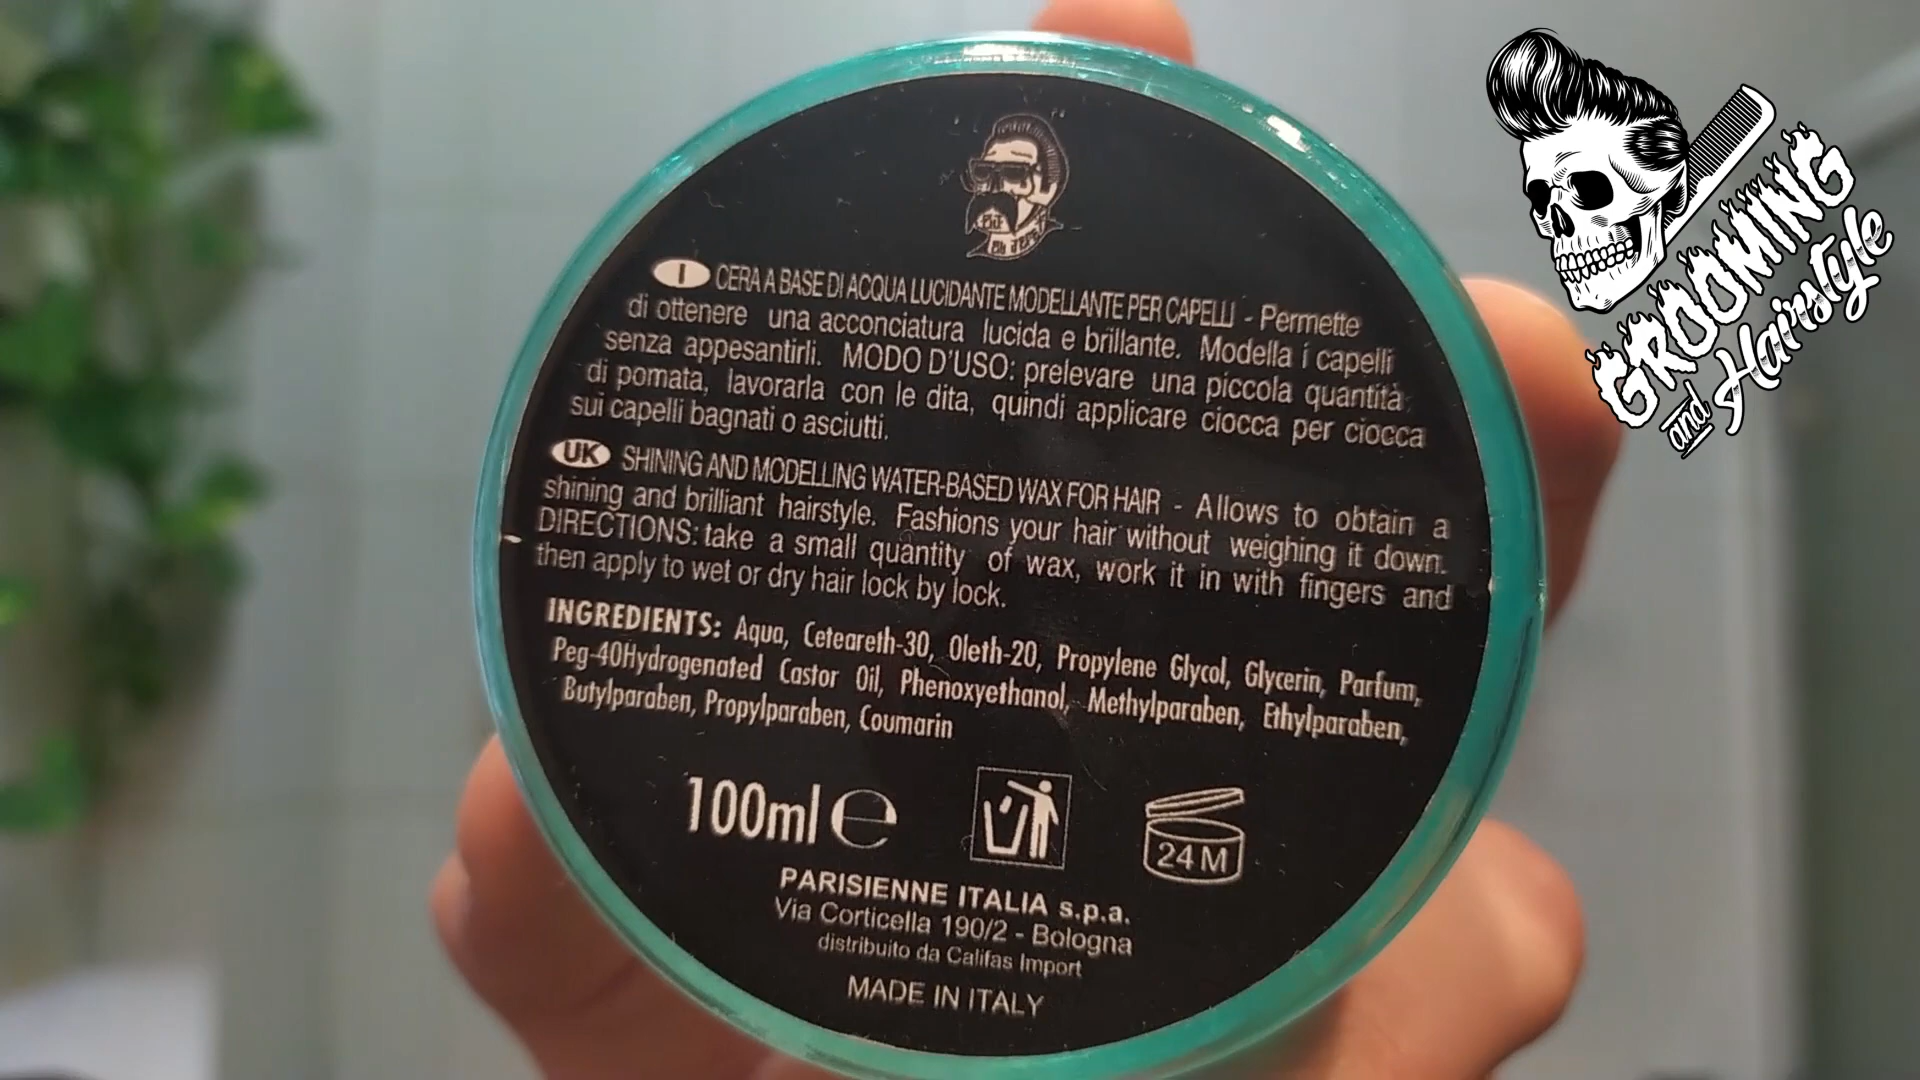 I CERA A BASE DI ACQUA LUCIDANTE MODELLANTE PER CAPELLI - Permette
di ottenere una acconciatura lucida e brillante. Modella i capelli
senza appesantirli. MODO D'USO: prelevare una piccola quantità
di pomata, lavorarla con le dita, quindi applicare ciocca per ciocca
sui capelli bagnati o asciutti.
UK SHINING AND MODELLING WATER-BASED WAX FOR HAIR - Allows to obtain a
shining and brilliant hairstyle. Fashions your hair without weighing it down.
DIRECTIONS: take a small quantity of wax, work it in with fingers and
then apply to wet or dry hair lock by lock.
INGREDIENTS: Aqua, Ceteareth-30, Oleth-20, Propylene Glycol, Glycerin, Parfum,
Peg-40Hydrogenated Castor Oil, Phenoxyethanol, Methylparaben, Ethylparaben,
Butylparaben, Propylparaben, Coumarin
100ml e
24 M
PARISIENNE ITALIA s.p.a.
Via Corticella 190/2 - Bologna
distribuito da Califas Import
MADE IN ITALY
GROOMING
and Hairstyle